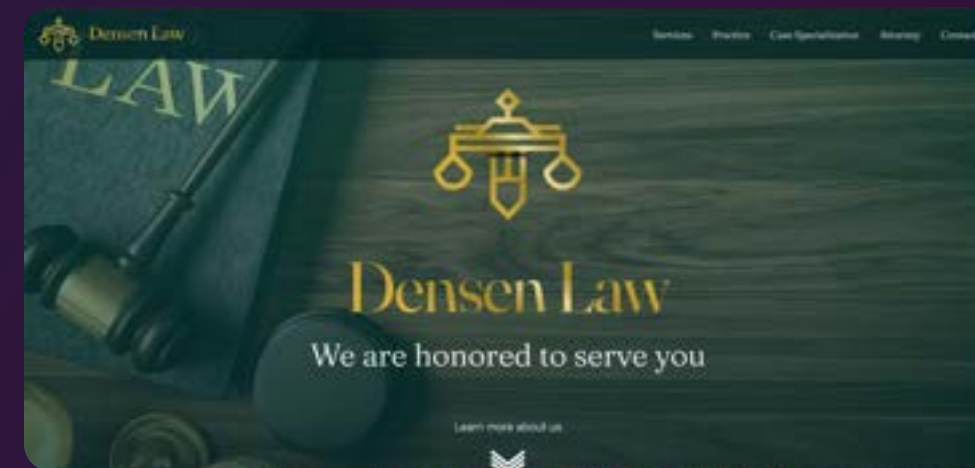 Densen Law
Services Practice Case Specialization Attorney Contact
LAW
Densen Law
We are honored to serve you
Learn more about us